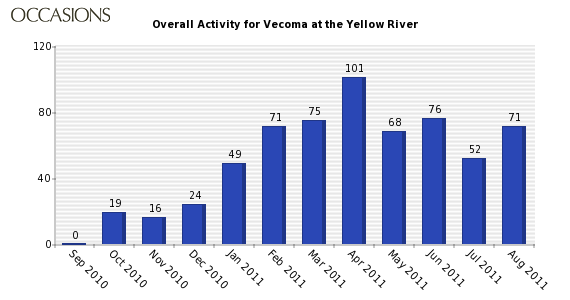 OCCASIONS
Overall Activity for Vecoma at the Yellow River
120
80
40
0
0
19
16
24
49
71
75
101
68
76
52
71
Sep 2010
Oct 2010
Nov 2010
Dec 2010
Jan 2011
Feb 2011
Mar 2011
Apr 2011
May 2011
Jun 2011
Jul 2011
Aug 2011